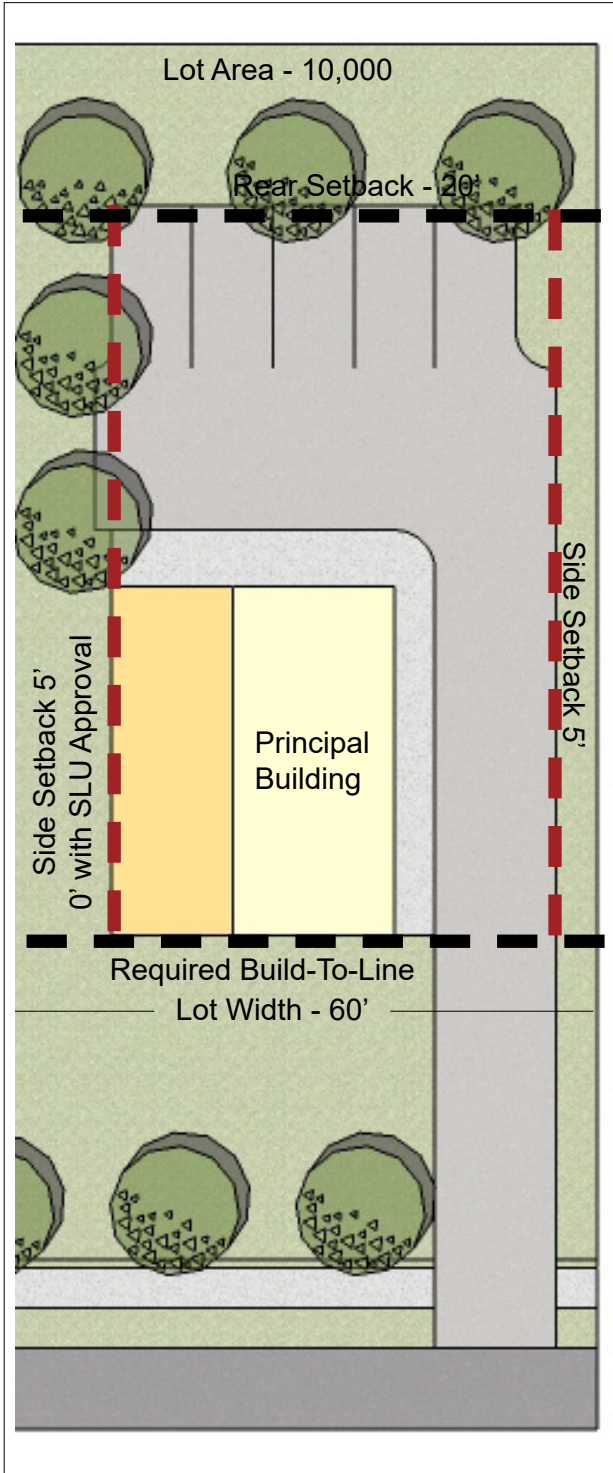 Lot Area - 10,000
Rear Setback - 20’
Side Setback 5’
0’ with SLU Approval
Principal
Building
Side Setback 5’
Required Build-To-Line
Lot Width - 60’